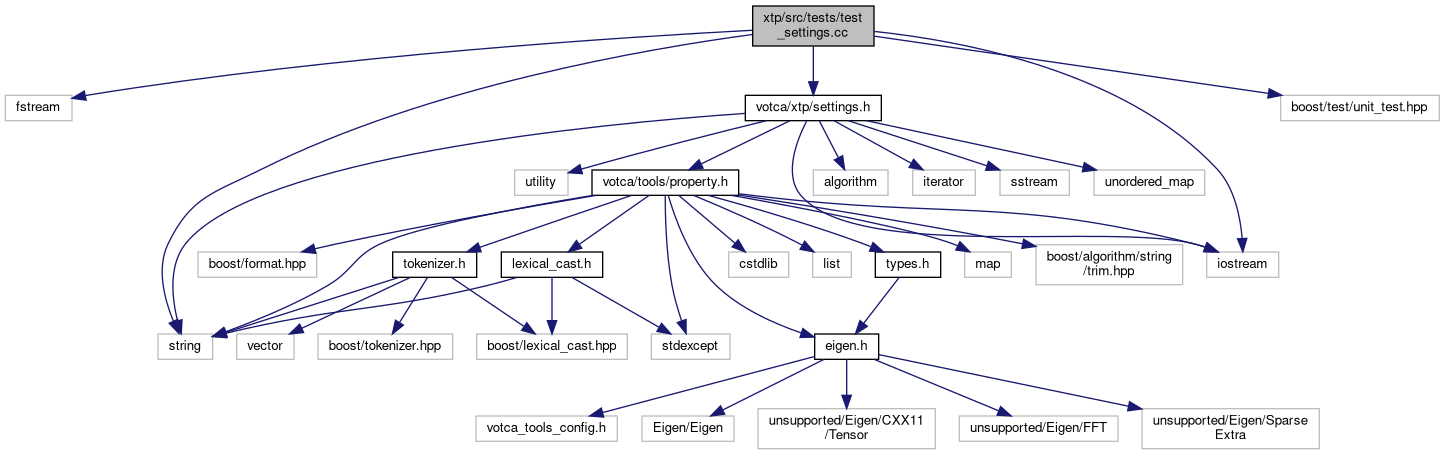 xtp/src/tests/test
_settings.cc
fstream
votca/xtp/settings.h
boost/test/unit_test.hpp
utility
votca/tools/property.h
algorithm
iterator
sstream
unordered_map
boost/format.hpp
tokenizer.h
lexical_cast.h
cstdlib
list
types.h
map
boost/algorithm/string
/trim.hpp
iostream
string
vector
boost/tokenizer.hpp
boost/lexical_cast.hpp
stdexcept
eigen.h
votca_tools_config.h
Eigen/Eigen
unsupported/Eigen/CXX11
/Tensor
unsupported/Eigen/FFT
unsupported/Eigen/Sparse
Extra